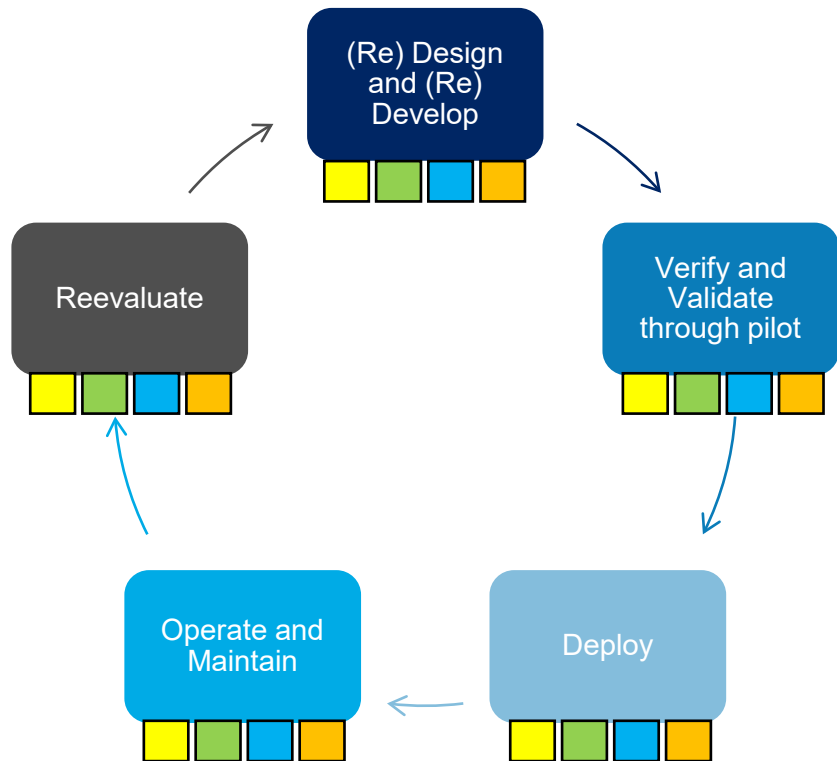 (Re) Design
and (Re)
Develop
Verify and
Validate
through pilot
Deploy
Operate and
Maintain
Reevaluate